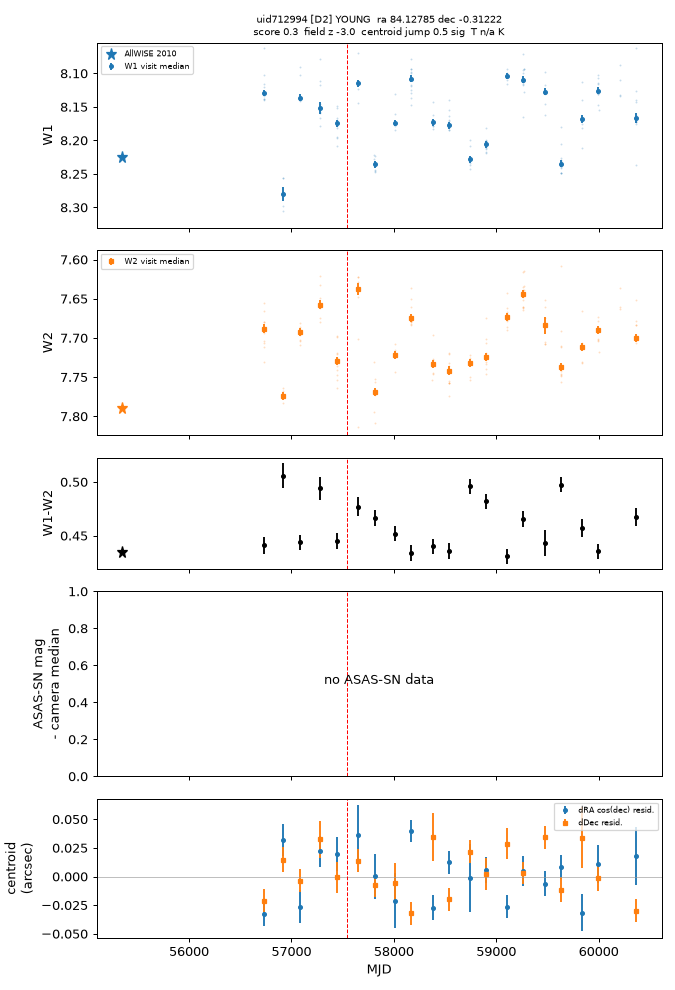 uid712994 [D2] YOUNG ra 84.12785 dec -0.31222
score 0.3 field z -3.0 centroid jump 0.5 sig T n/a K
AllWISE 2010
W1 visit median
8.10
8.15
8.20
8.25
8.30
W1
W2 visit median
7.60
7.65
7.70
7.75
7.80
W2
0.50
0.45
W1-W2
1.0
0.8
0.6
0.4
0.2
0.0
ASAS-SN mag
- camera median
no ASAS-SN data
dRA cos(dec) resid.
dDec resid.
0.050
0.025
0.000
−0.025
−0.050
centroid
(arcsec)
56000 57000 58000 59000 60000
MJD